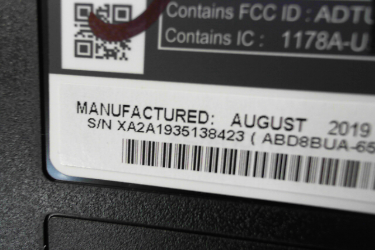 Contains FCC ID : ADTU
Contains IC : 1178A-U
MANUFACTURED: AUGUST 2019
S/N XA2A1935138423 ( ABD8BUA-65